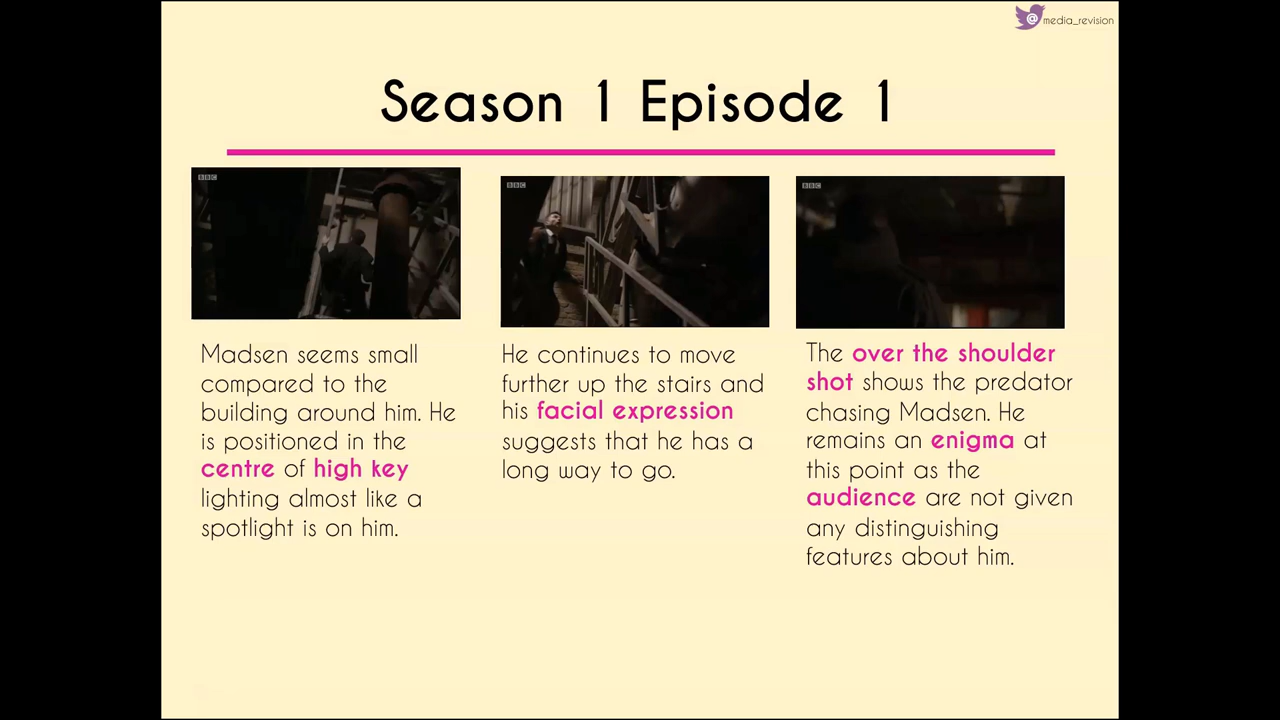 @media_revision
Season 1 Episode 1
BBC
BBC
BBC
Madsen seems small
compared to the
building around him. He
is positioned in the
centre of high key
lighting almost like a
spotlight is on him.
He continues to move
further up the stairs and
his facial expression
suggests that he has a
long way to go.
The over the shoulder
shot shows the predator
chasing Madsen. He
remains an enigma at
this point as the
audience are not given
any distinguishing
features about him.